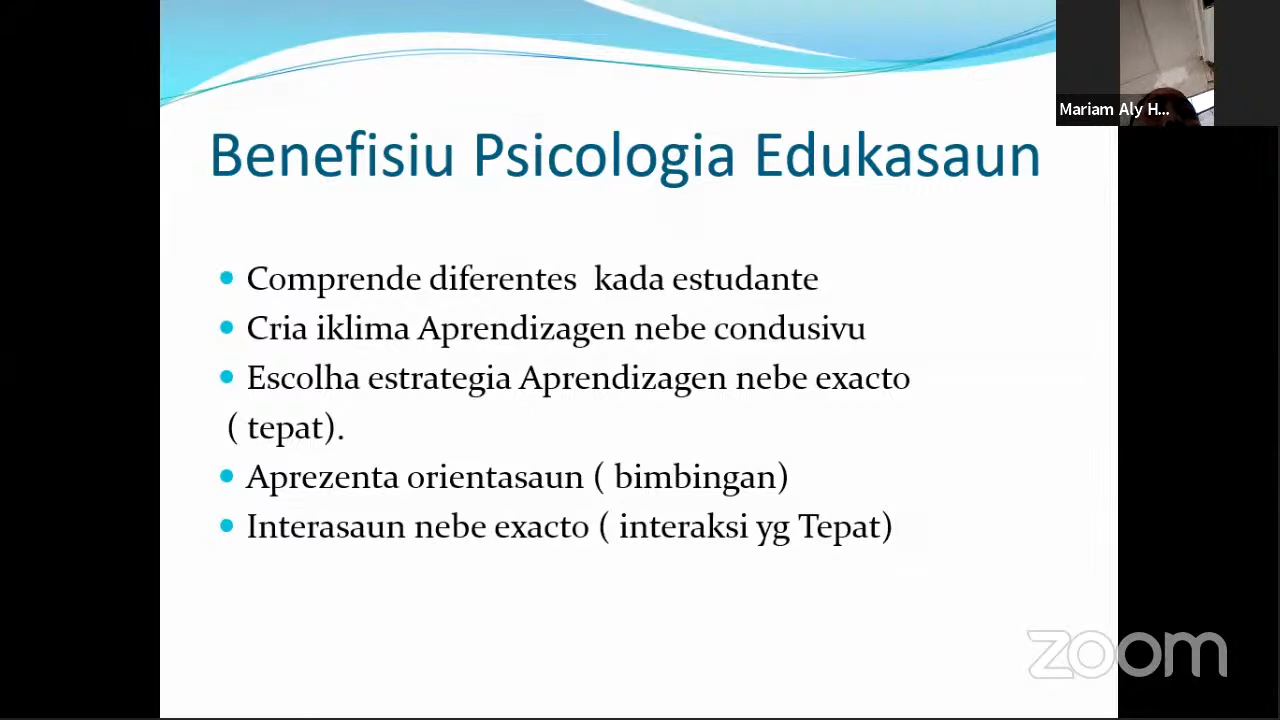 Mariam Aly H...
Benefisiu Psicologia Edukasaun
• Comprende diferentes kada estudante
• Cria iklima Aprendizagen nebe condusivu
• Escolha estrategia Aprendizagen nebe exacto
( tepat).
• Aprezenta orientasaun ( bimbingan)
• Interasaun nebe exacto ( interaksi yg Tepat)
zoom